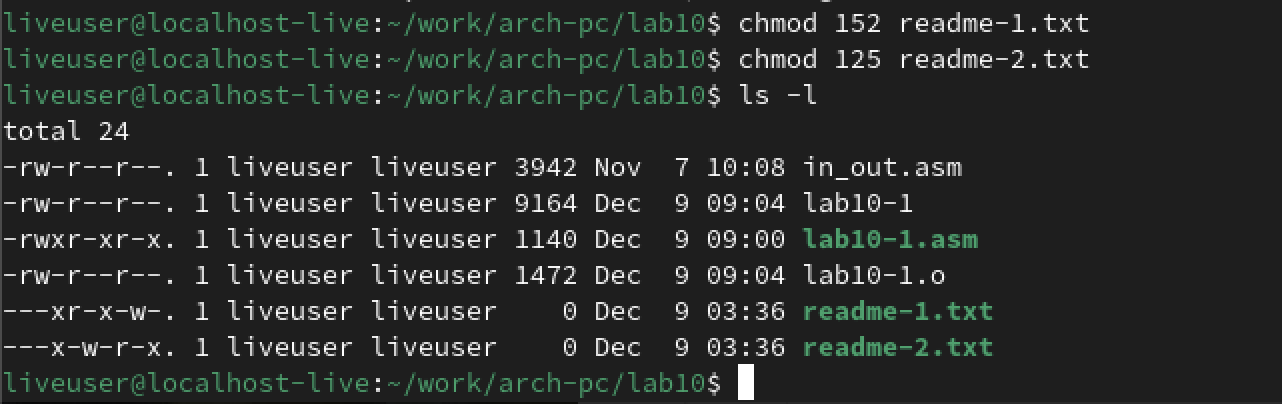 liveuser@localhost-live:~/work/arch-pc/lab10$ chmod 152 readme-1.txt
liveuser@localhost-live:~/work/arch-pc/lab10$ chmod 125 readme-2.txt
liveuser@localhost-live:~/work/arch-pc/lab10$ ls -l
total 24
-rw-r--r--. 1 liveuser liveuser 3942 Nov  7 10:08 in_out.asm
-rw-r--r--. 1 liveuser liveuser 9164 Dec  9 09:04 lab10-1
-rwxr-xr-x. 1 liveuser liveuser 1140 Dec  9 09:00 lab10-1.asm
-rw-r--r--. 1 liveuser liveuser 1472 Dec  9 09:04 lab10-1.o
---xr-x-w-. 1 liveuser liveuser    0 Dec  9 03:36 readme-1.txt
---x-w-r-x. 1 liveuser liveuser    0 Dec  9 03:36 readme-2.txt
liveuser@localhost-live:~/work/arch-pc/lab10$